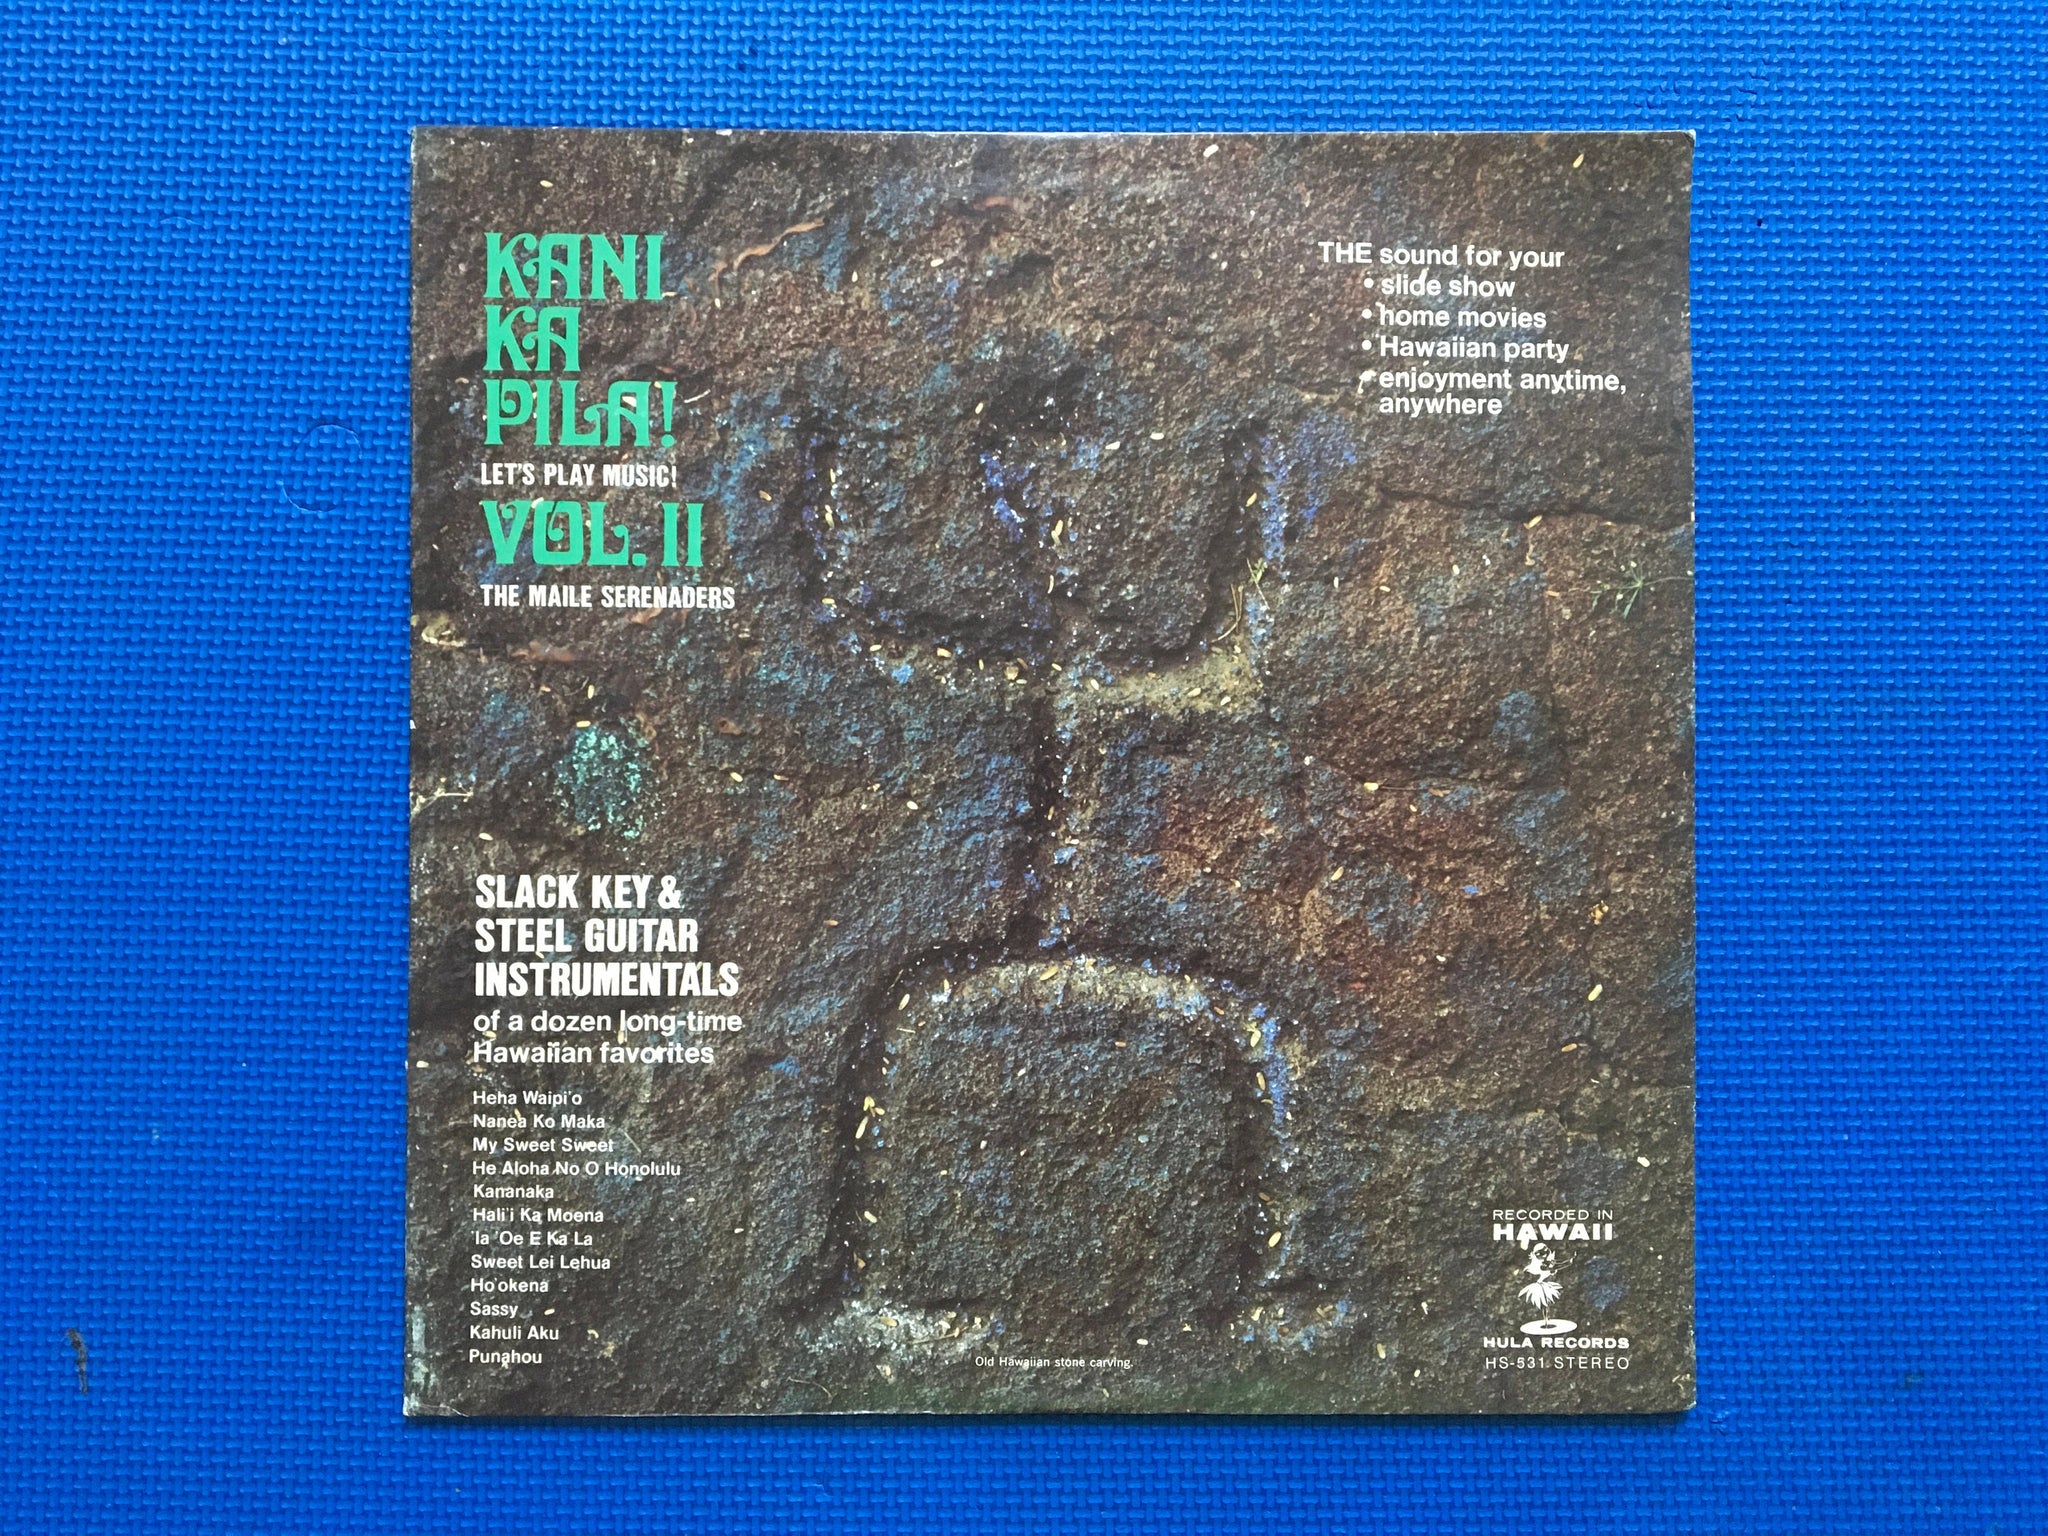 KANI
KA
PILA!
LET'S PLAY MUSIC!
VOL. II
THE MAILE SERENADERS
THE sound for your
• slide show
• home movies
• Hawaiian party
• enjoyment anytime,
anywhere
SLACK KEY &
STEEL GUITAR
INSTRUMENTALS
of a dozen long-time
Hawaiian favorites
Heha Waipi'o
Nanea Ko Maka
My Sweet Sweet
He Aloha No O Honolulu
Kananaka
Hali'i Ka Moena
'Ia 'Oe E Ka La
Sweet Lei Lehua
Ho'okena
Sassy
Kahuli Aku
Punahou
Old Hawaiian stone carving.
RECORDED IN
HAWAII
HULA RECORDS
HS-531 STEREO